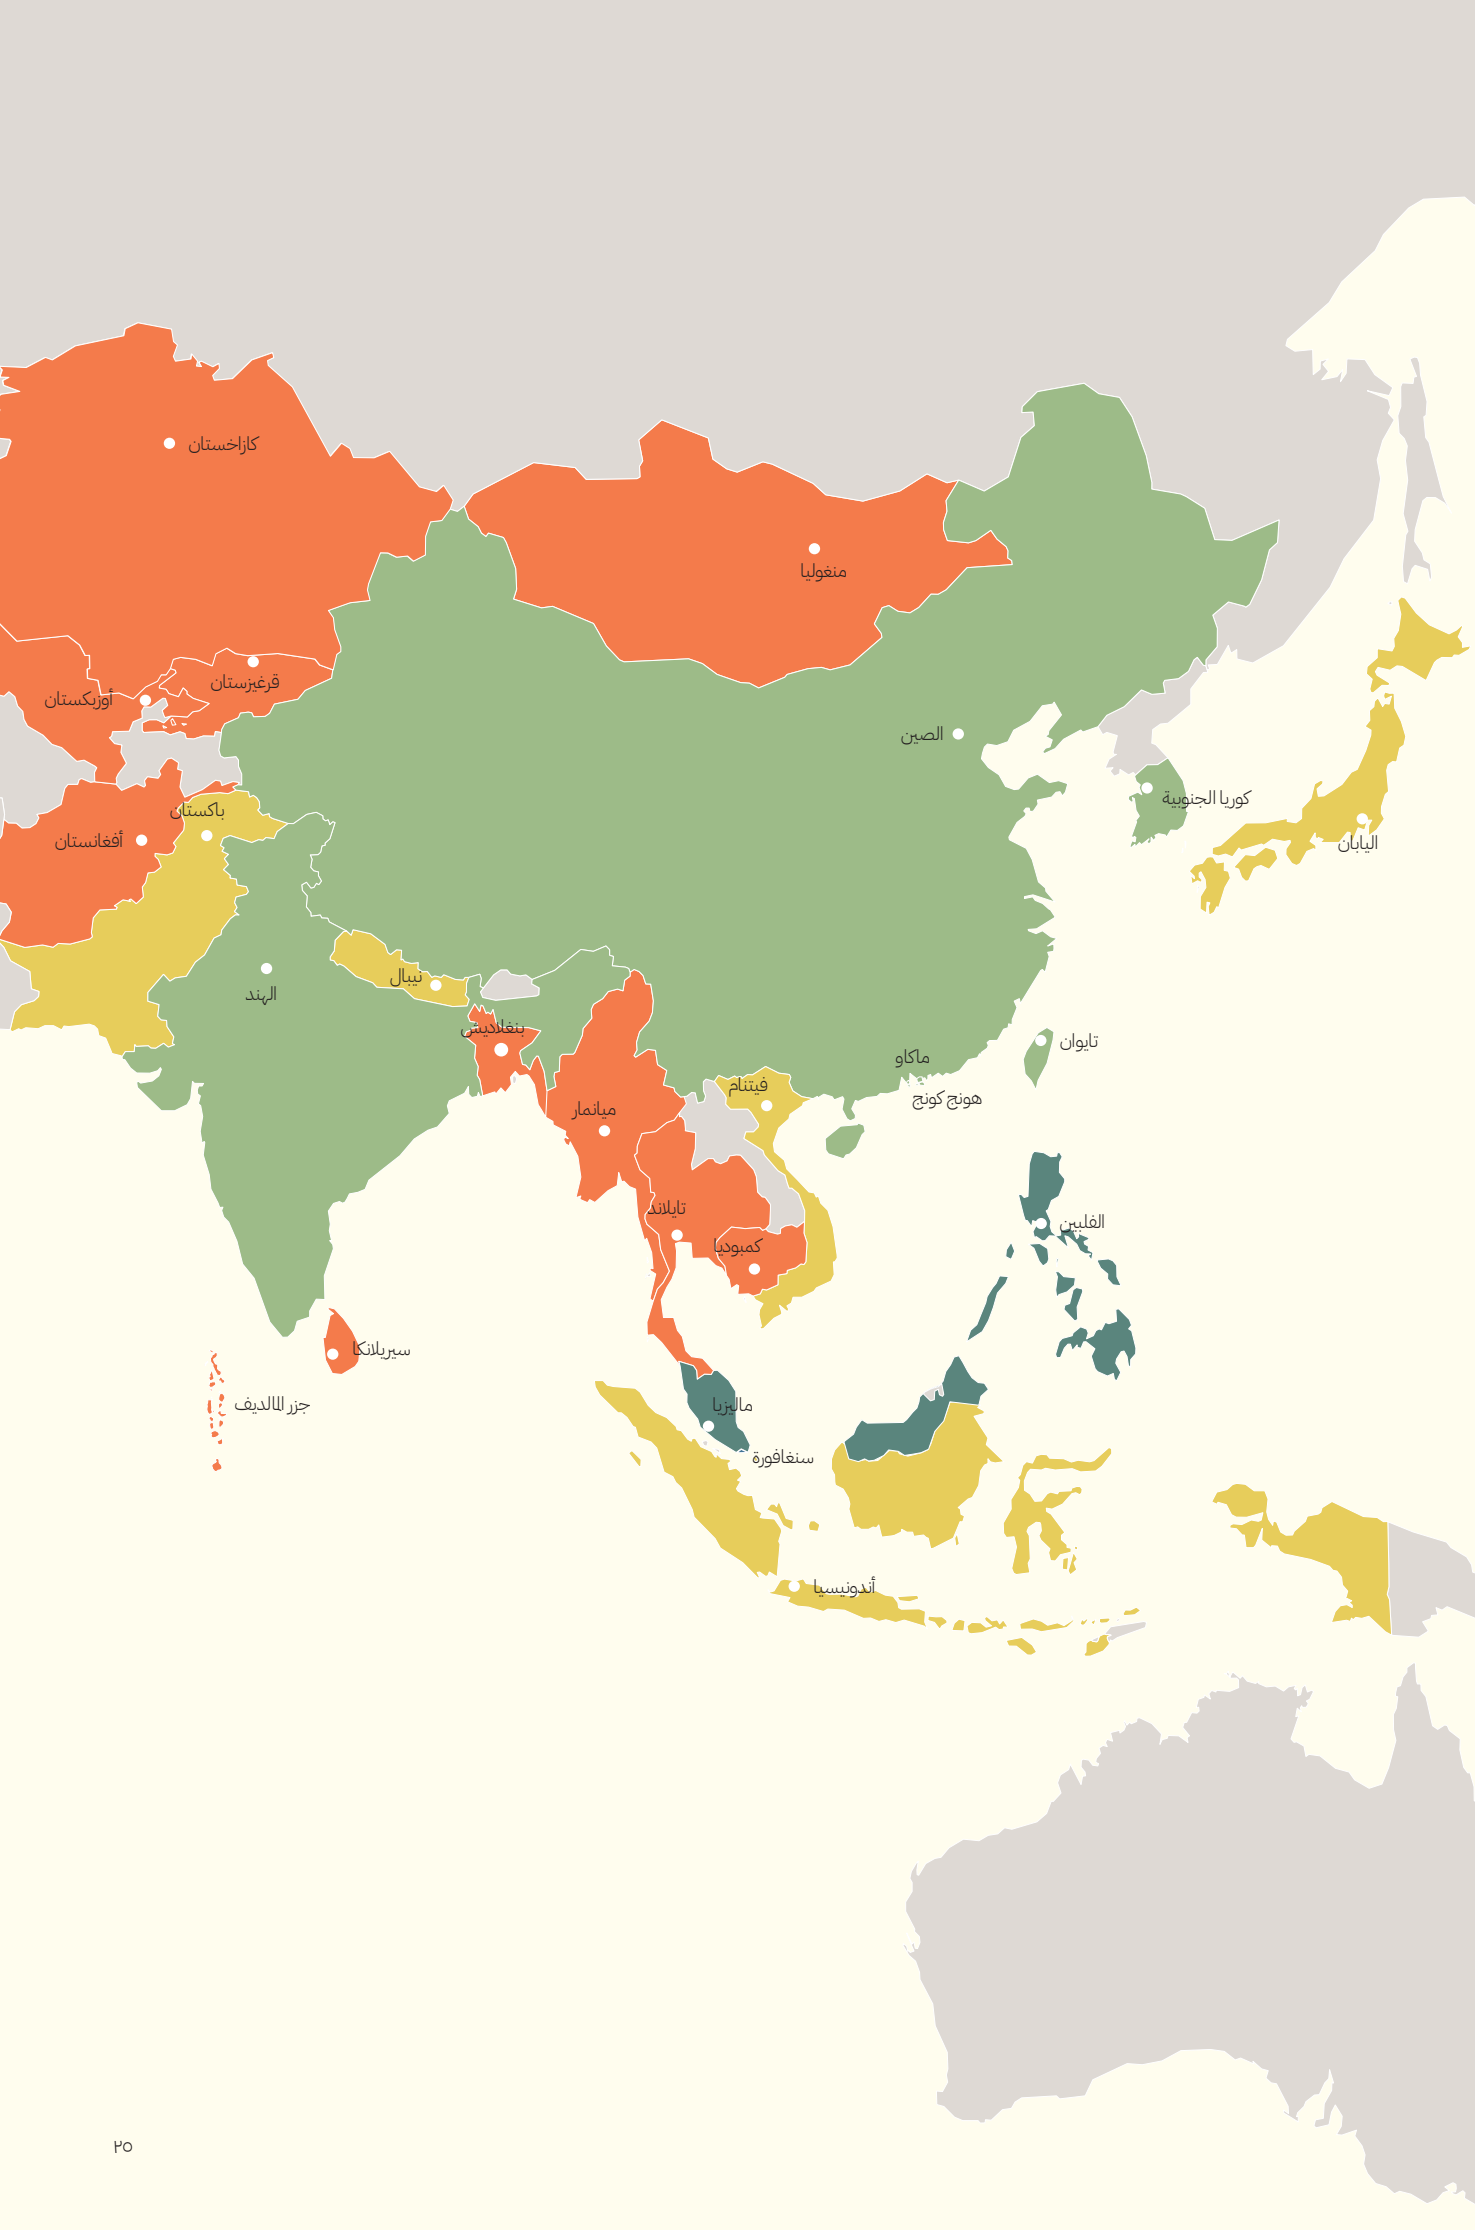 كازاخستان
منغوليا
قرغيزستان
أوزبكستان
الصين
كوريا الجنوبية
باكستان
أفغانستان
اليابان
نيبال
الهند
بنغلاديش
تايوان
ماكاو
فيتنام
هونج كونج
ميانمار
تايلاند
الفلبين
كمبوديا
سيريلانكا
جزر المالديف
ماليزيا
سنغافورة
أندونيسيا
٢٥